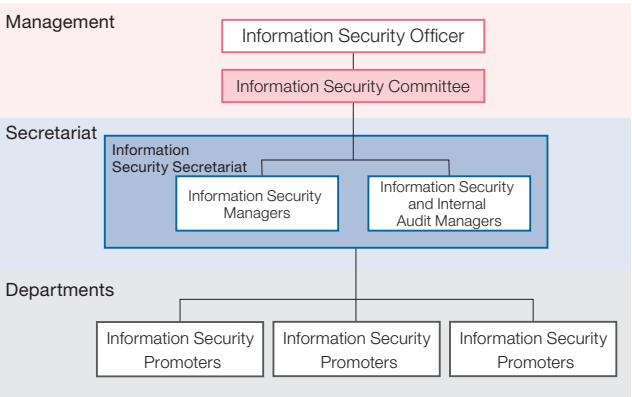 Management
Information Security Officer
Information Security Committee
Secretariat
Information
Security Secretariat
Information Security
Managers
Information Security
and Internal
Audit Managers
Departments
Information Security
Promoters
Information Security
Promoters
Information Security
Promoters